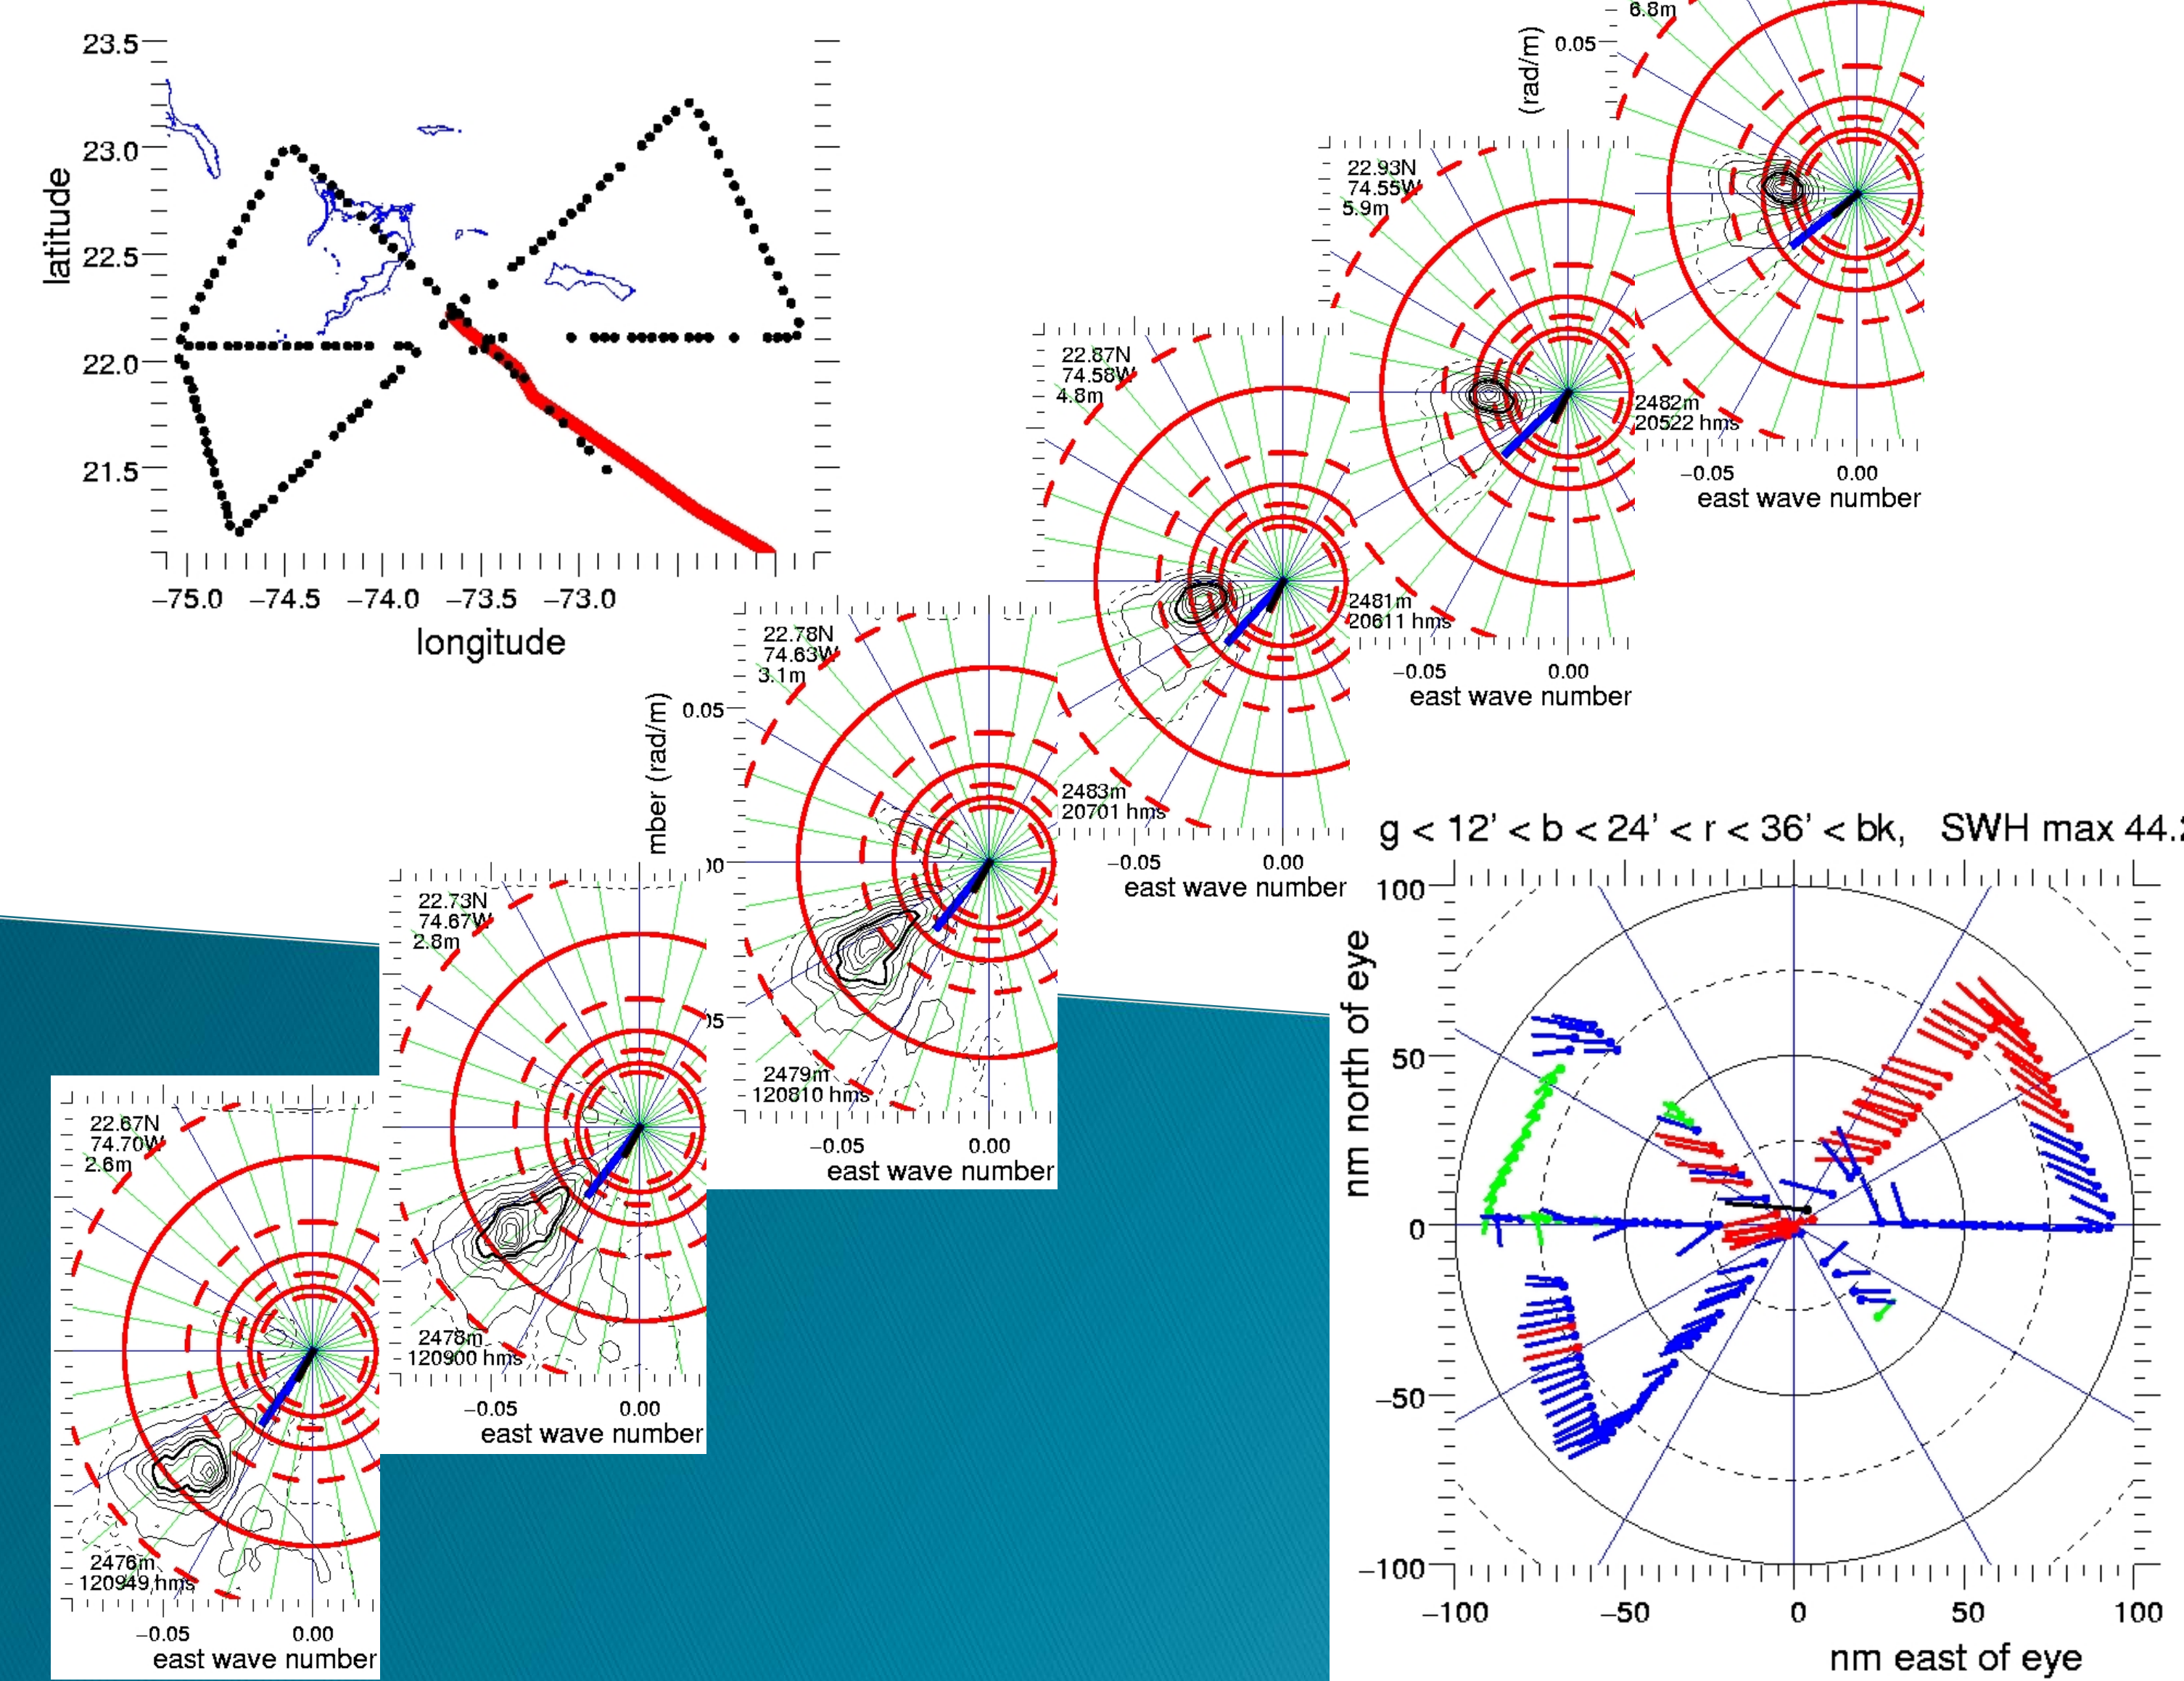 23.5
23.0
22.5
22.0
21.5
latitude
−75.0 −74.5 −74.0 −73.5 −73.0
longitude
6.8m
0.05
(rad/m)
−0.05 0.00
east wave number
22.93N
74.55W
5.9m
2482m
20522 hms
−0.05 0.00
east wave number
22.87N
74.58W
4.8m
2481m
20611 hms
−0.05 0.00
east wave number
22.78N
74.63W
3.1m
0.05
mber (rad/m)
2483m
20701 hms
2479m
120810 hms
−0.05 0.00
east wave number
22.73N
74.67W
2.8m
2478m
120900 hms
−0.05 0.00
east wave number
22.67N
74.70W
2.6m
2476m
120949 hms
−0.05 0.00
east wave number
g < 12' < b < 24' < r < 36' < bk, SWH max 44.
100
50
0
−50
−100
nm north of eye
−100 −50 0 50 100
nm east of eye